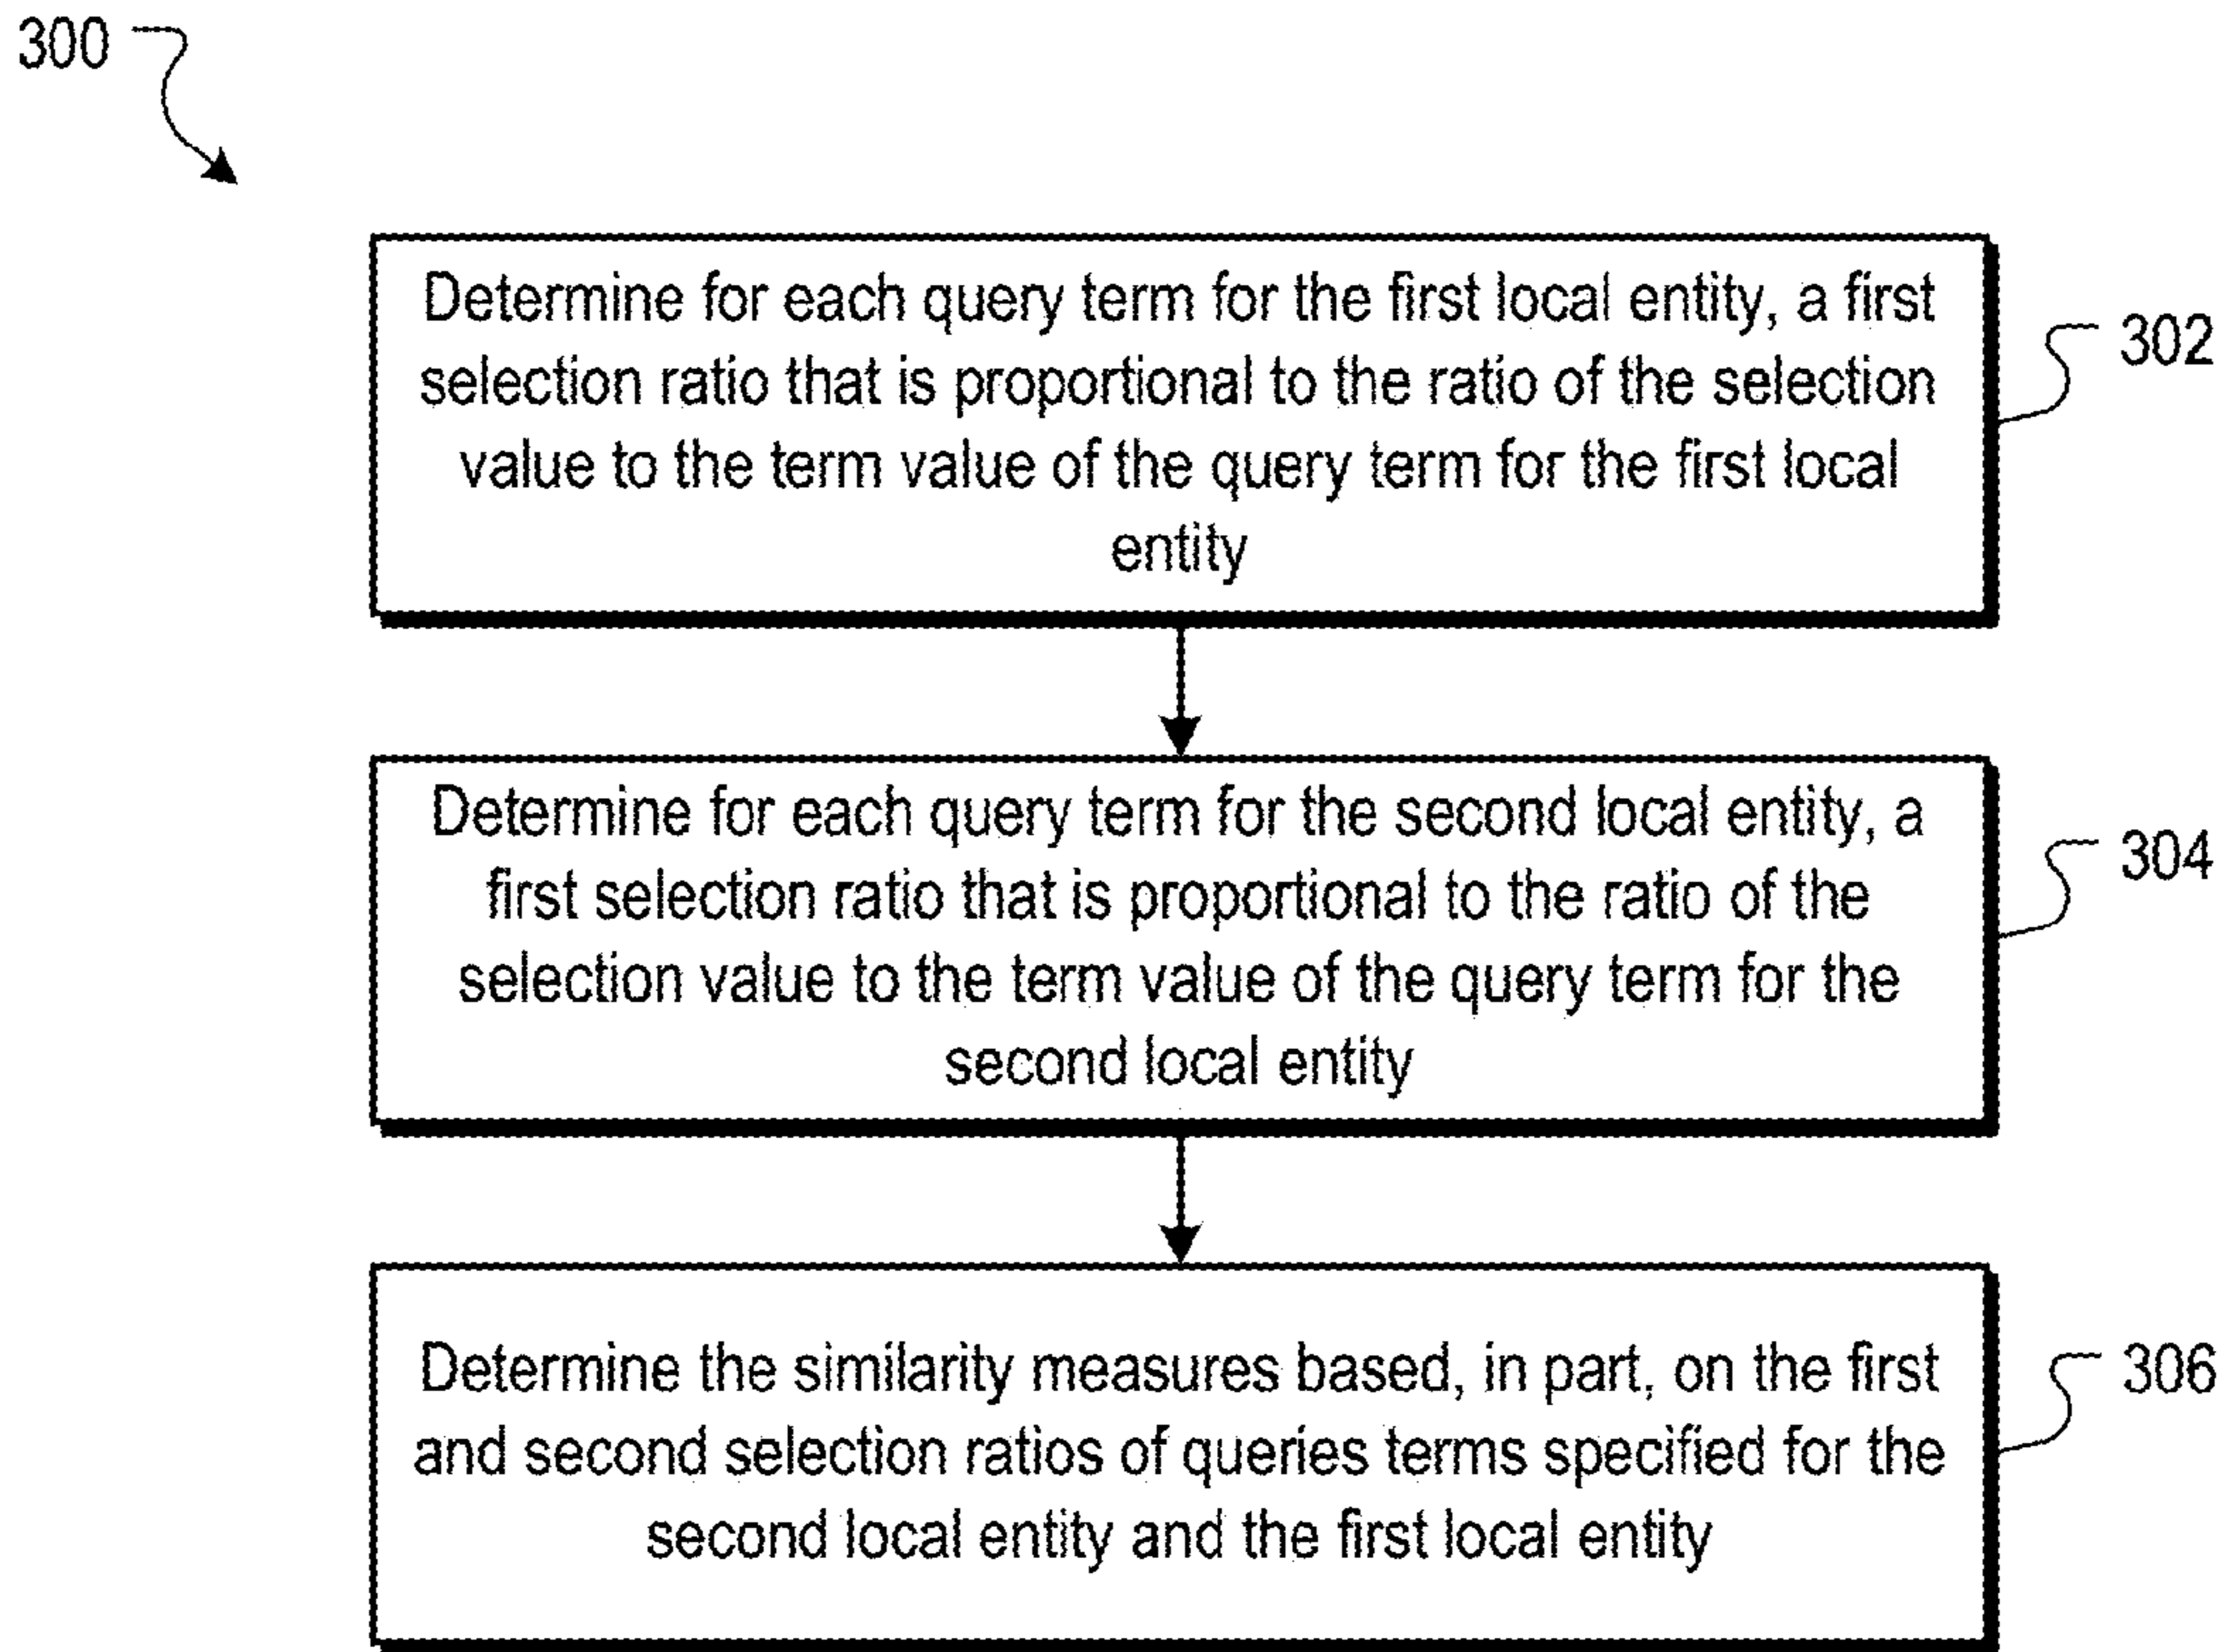 300
Determine for each query term for the first local entity, a first
selection ratio that is proportional to the ratio of the selection
value to the term value of the query term for the first local
entity
302
Determine for each query term for the second local entity, a
first selection ratio that is proportional to the ratio of the
selection value to the term value of the query term for the
second local entity
304
Determine the similarity measures based, in part, on the first
and second selection ratios of queries terms specified for the
second local entity and the first local entity
306